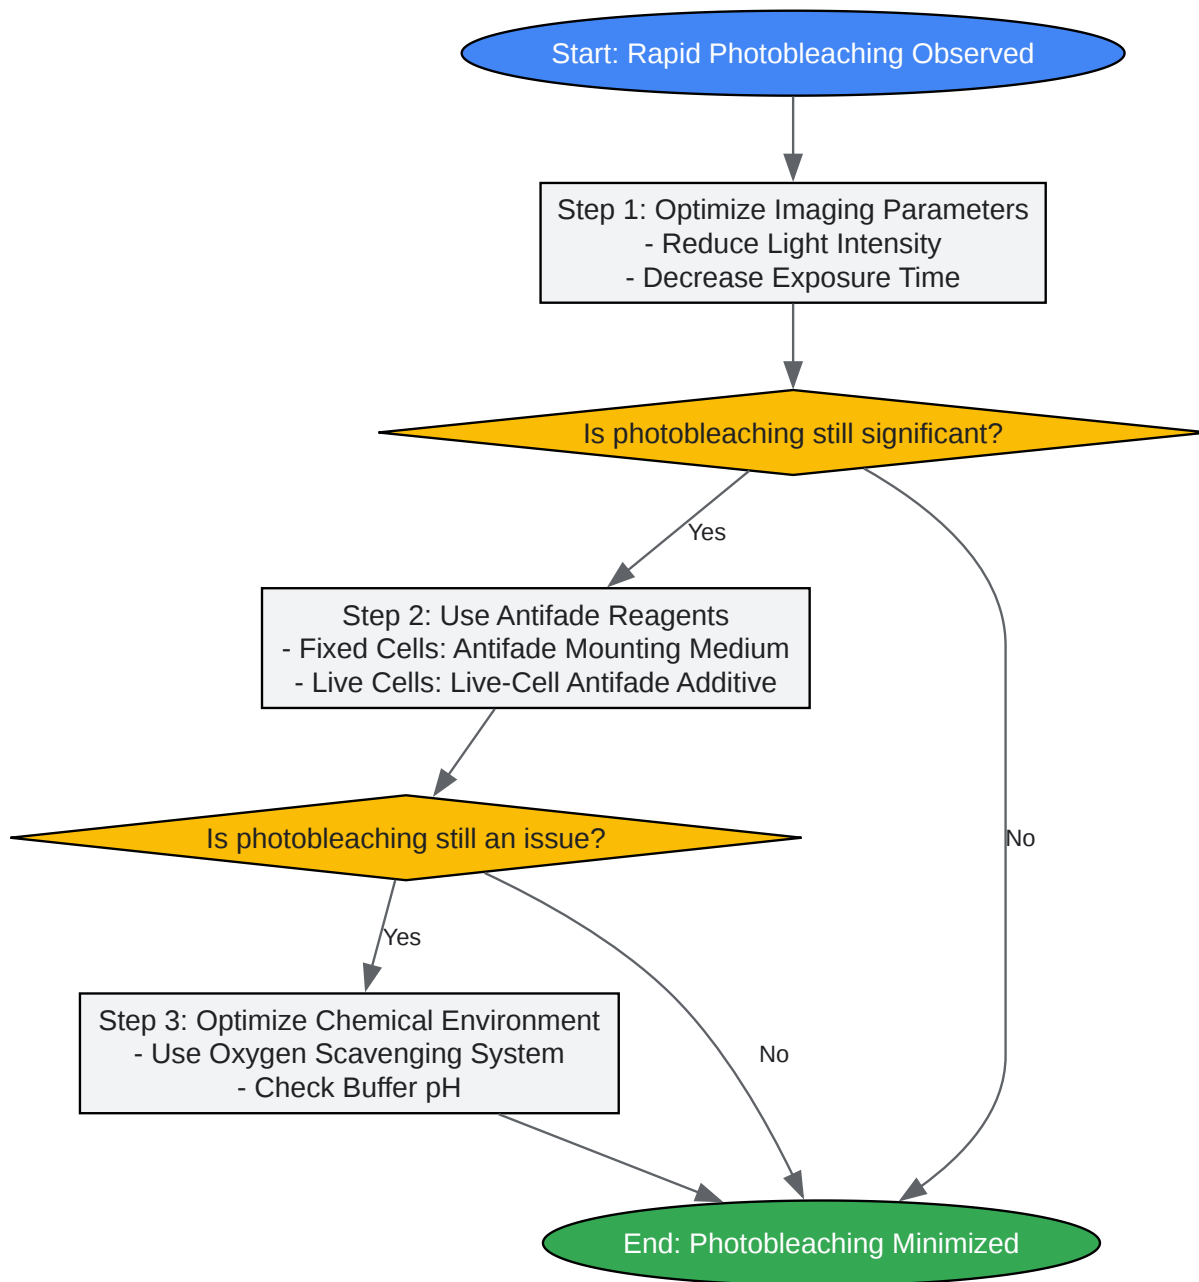 Start: Rapid Photobleaching Observed
Step 1: Optimize Imaging Parameters
- Reduce Light Intensity
- Decrease Exposure Time
Is photobleaching still significant?
Yes
Step 2: Use Antifade Reagents
- Fixed Cells: Antifade Mounting Medium
- Live Cells: Live-Cell Antifade Additive
Is photobleaching still an issue?
No
Yes
Step 3: Optimize Chemical Environment
- Use Oxygen Scavenging System
- Check Buffer pH
No
End: Photobleaching Minimized